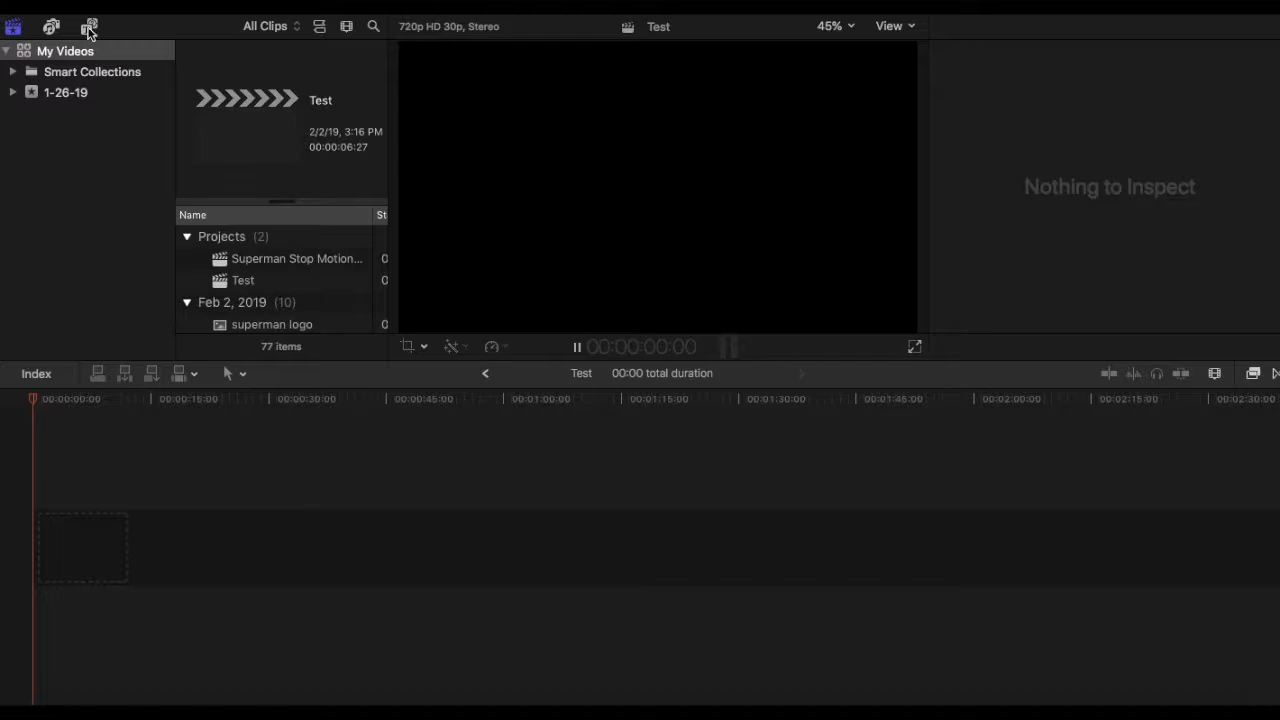 All Clips
720p HD 30p, Stereo
Test
45%
View
My Videos
Smart Collections
1-26-19
Test
2/2/19, 3:16 PM
00:00:06:27
Nothing to Inspect
Name
St
Projects (2)
Superman Stop Motion...
0
Test
0
Feb 2, 2019 (10)
superman logo
0
77 items
00:00:00:00
Index
Test
00:00 total duration
00:00:00:00
00:00:15:00
00:00:30:00
00:00:45:00
00:01:00:00
00:01:15:00
00:01:30:00
00:01:45:00
00:02:00:00
00:02:15:00
00:02:30:00